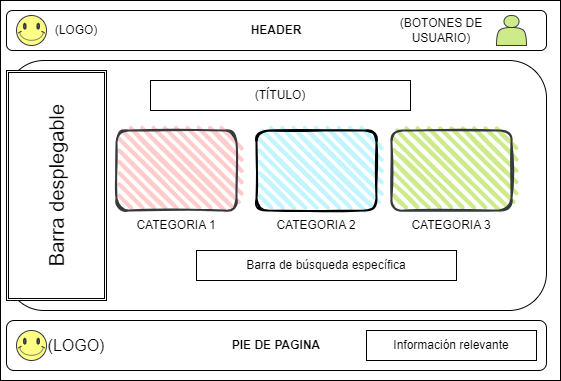 (LOGO)
HEADER
(BOTONES DE
USUARIO)
Barra desplegable
(TÍTULO)
CATEGORIA 1
CATEGORIA 2
CATEGORIA 3
Barra de búsqueda específica
(LOGO)
PIE DE PAGINA
Información relevante